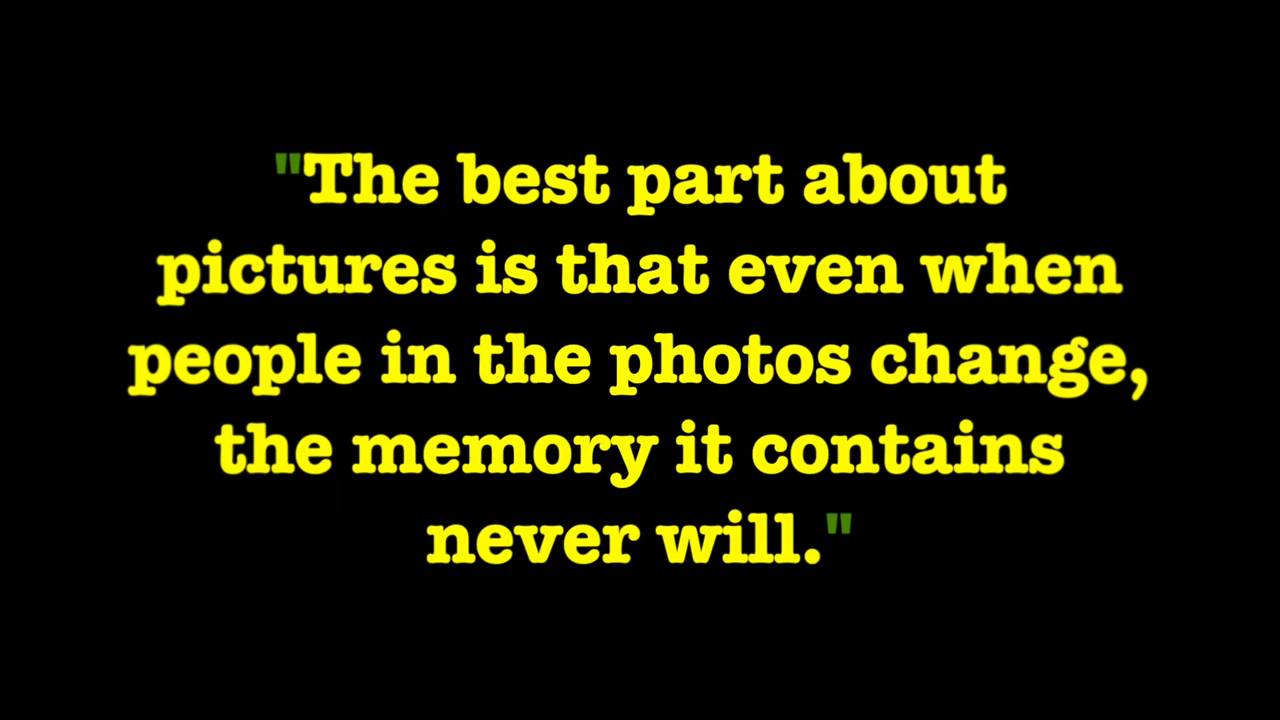 "The best part about
pictures is that even when
people in the photos change,
the memory it contains
never will."